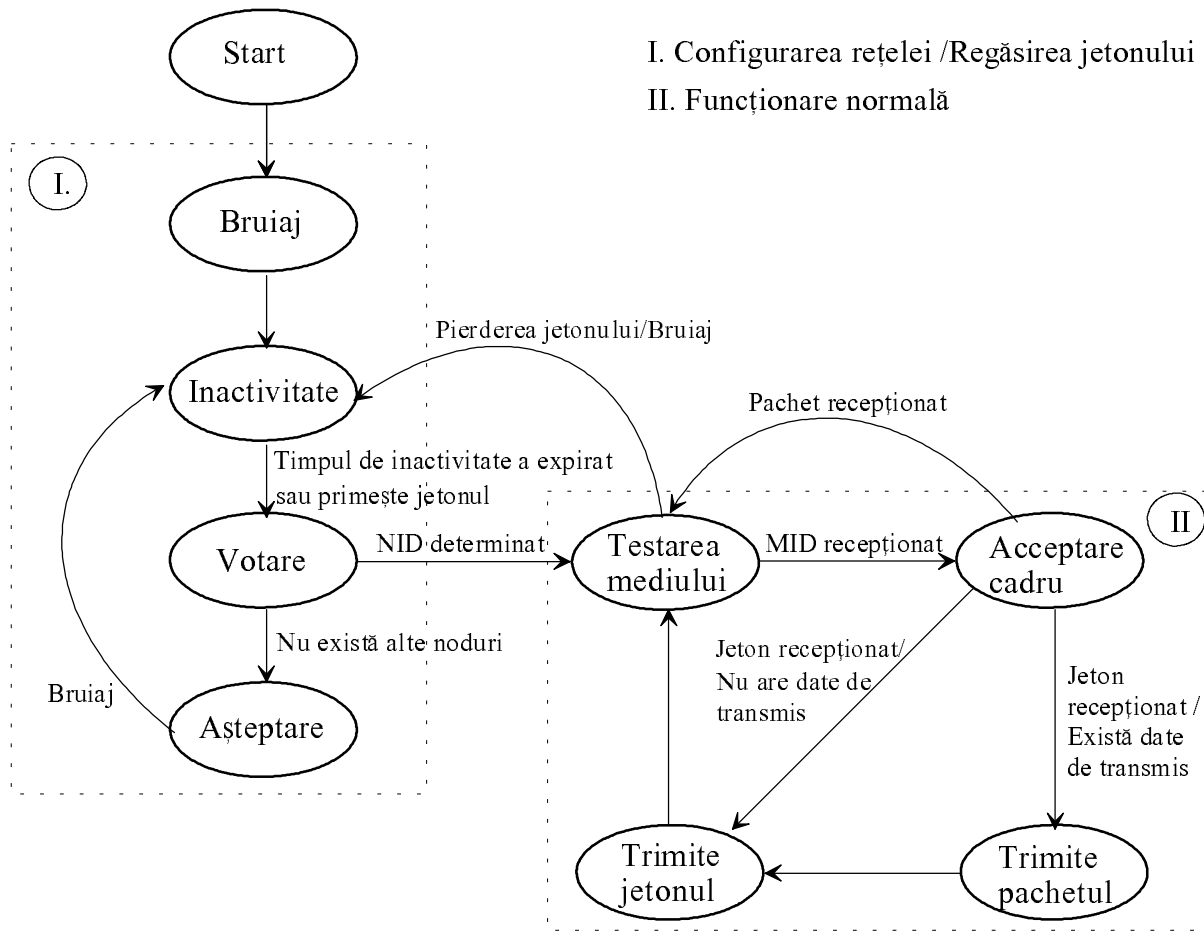 Start
I. Configurarea rețelei /Regăsirea jetonului
II. Funcționare normală
I.
Bruiaj
Pierderea jetonului/Bruiaj
Inactivitate
Pachet recepționat
Timpul de inactivitate a expirat
sau primește jetonul
II
Votare
NID determinat
Testarea
mediului
MID recepționat
Acceptare
cadru
Nu există alte noduri
Bruiaj
Așteptare
Jeton recepționat/
Nu are date de
transmis
Jeton
recepționat /
Există date
de transmis
Trimite
jetonul
Trimite
pachetul